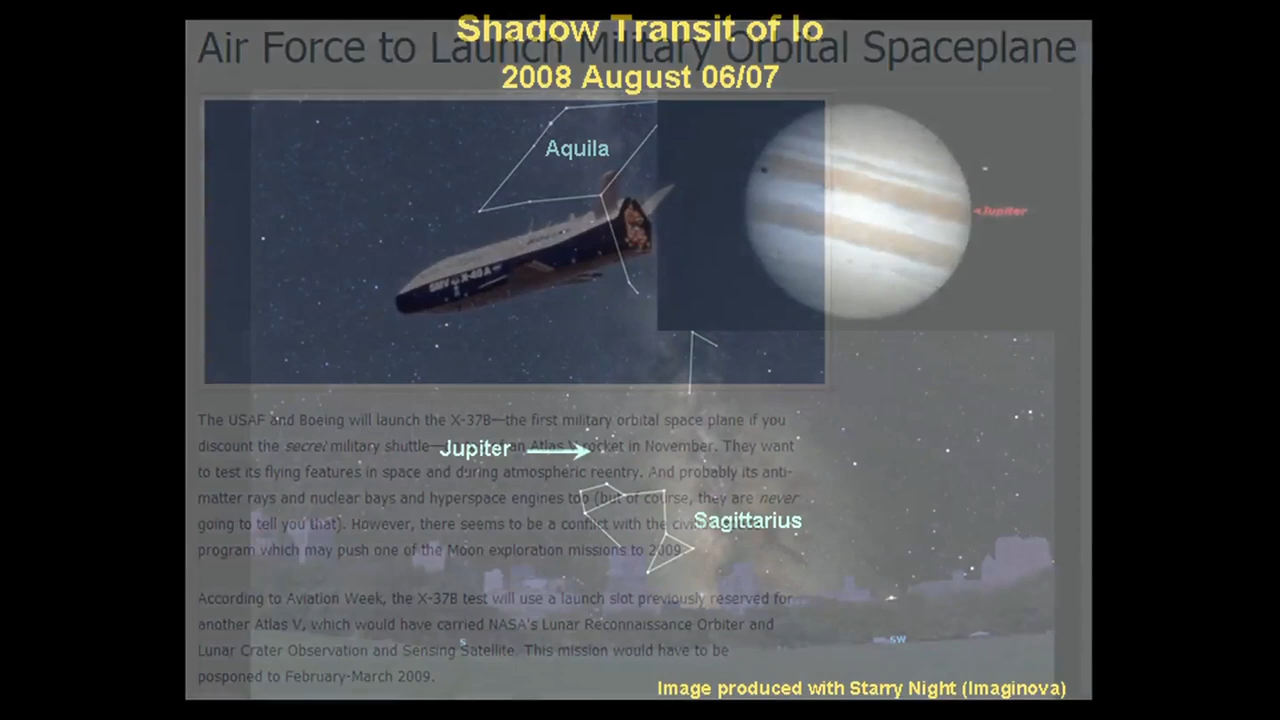 Shadow Transit of Io
Air Force to Launch Military Orbital Spaceplane
2008 August 06/07
Aquila
Jupiter
The USAF and Boeing will launch the X-37B—the first military orbital space plane if you
discount the secret military shuttle— an Atlas V rocket in November. They want
Jupiter
to test its flying features in space and during atmospheric reentry. And probably its anti-
matter rays and nuclear bays and hyperspace engines too (but of course, they are never
going to tell you that). However, there seems to be a conflict with the
Sagittarius
program which may push one of the Moon exploration missions to 2009
According to Aviation Week, the X-37B test will use a launch slot previously reserved for
another Atlas V, which would have carried NASA's Lunar Reconnaissance Orbiter and
S
SW
Lunar Crater Observation and Sensing Satellite. This mission would have to be
posponed to February-March 2009.
Image produced with Starry Night (Imaginova)